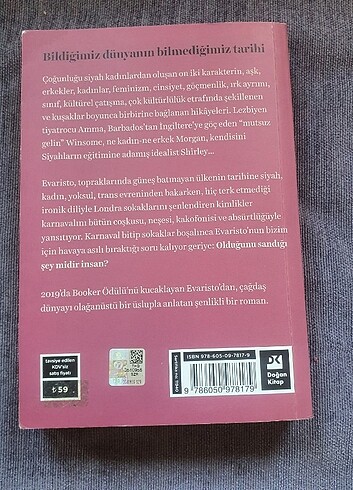 Bildiğimiz dünyanın bilmediğimiz tarihi
Çoğunluğu siyah kadınlardan oluşan on iki karakterin, aşk,
erkekler, kadınlar, feminizm, cinsiyet, göçmenlik, ırk ayrımı,
sınıf, kültürel çatışma, çok kültürlülük etrafında şekillenen
ve kuşaklar boyunca birbirine bağlanan hikâyeleri. Lezbiyen
tiyatrocu Amma, Barbados'tan İngiltere'ye göç eden "mutsuz
gelin" Winsome, ne kadın-ne erkek Morgan, kendisini
Siyahların eğitimine adamış idealist Shirley...
Evaristo, topraklarında güneş batmayan ülkenin tarihine siyah,
kadın, yoksul, trans evreninden bakarken, hiç terk etmediği
ironik diliyle Londra sokaklarını şenlendiren kimlikler
karnavalını bütün coşkusu, neşesi, kakofonisi ve absürtlüğüyle
yansıtıyor. Karnaval bitip sokaklar boşalınca Evaristo'nun bizim
için havaya asılı bıraktığı soru kalıyor geriye: Olduğunu sandığı
şey midir insan?
2019'da Booker Ödülü'nü kucaklayan Evaristo'dan, çağdaş
dünyayı olağanüstü bir üslupla anlatan şenlikli bir roman.
tavsiye edilen
KDV'siz
satış fiyatı
₺ 59
ISBN 978-605-09-7817-9
9 786050 978179
DK
Doğan
Kitap